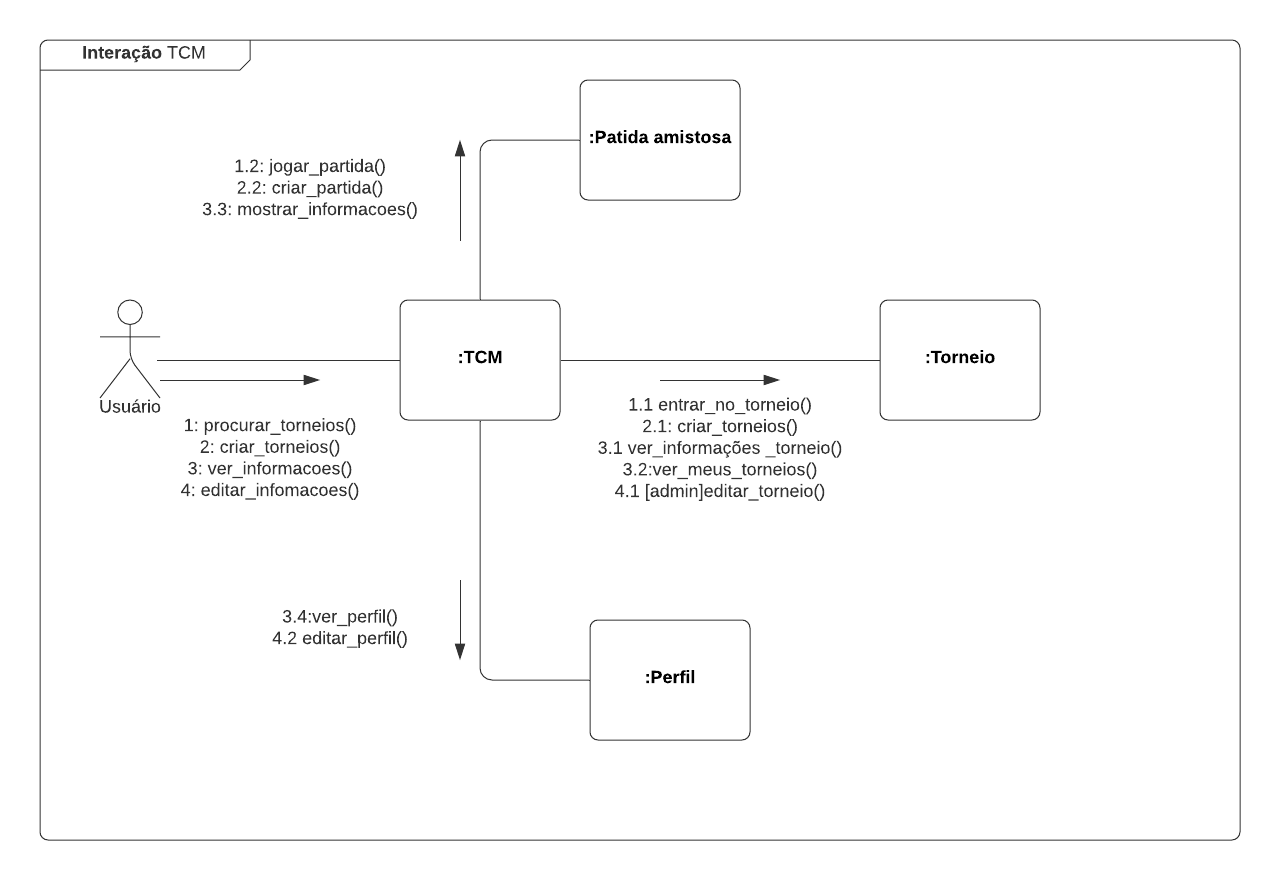 Interação TCM
:Patida amistosa
1.2: jogar_partida()
2.2: criar_partida()
3.3: mostrar_informacoes()
:TCM
:Torneio
Usuário
1: procurar_torneios()
2: criar_torneios()
3: ver_informacoes()
4: editar_infomacoes()
1.1 entrar_no_torneio()
2.1: criar_torneios()
3.1 ver_informações _torneio()
3.2:ver_meus_torneios()
4.1 [admin]editar_torneio()
3.4:ver_perfil()
4.2 editar_perfil()
:Perfil